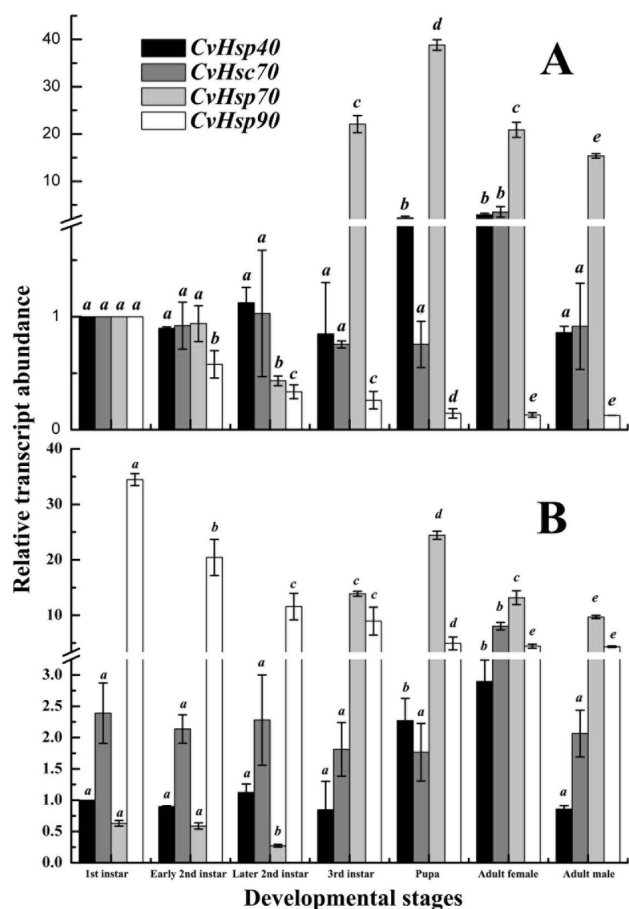 40
30
20
10
1
0
CvHsp40
CvHsc70
CvHsp70
CvHsp90
A
a a a a
a a a b
a a b c
a a c c
b a d d
b b c e
a a e e
Relative transcript abundance
40
30
20
10
3.0
2.5
2.0
1.5
1.0
0.5
0.0
B
a a a a
a a a b
a a b c
a a c c
b a d d
b b c e
a a e e
1st instar Early 2nd instar Later 2nd instar 3rd instar Pupa Adult female Adult male
Developmental stages